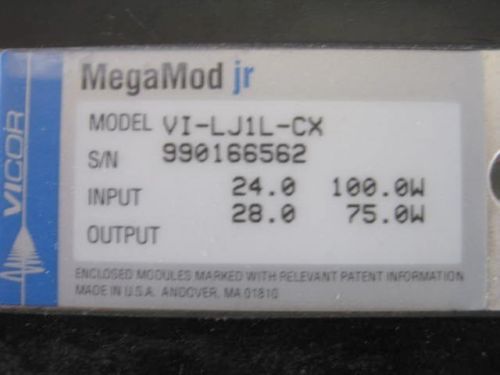 VICOR
MegaMod jr
MODEL VI-LJ1L-CX
S/N 990166562
INPUT 24.0 100.0W
OUTPUT 28.0 75.0W
ENCLOSED MODULES MARKED WITH RELEVANT PATENT INFORMATION
MADE IN U.S.A. ANDOVER, MA 01810